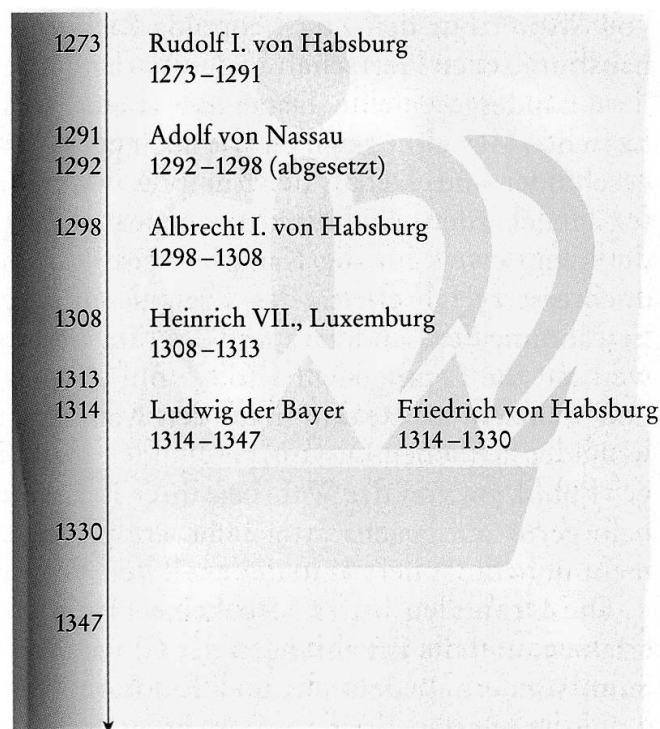 1273 Rudolf I. von Habsburg
1273–1291
1291 Adolf von Nassau
1292 1292–1298 (abgesetzt)
1298 Albrecht I. von Habsburg
1298–1308
1308 Heinrich VII., Luxemburg
1308–1313
1313
1314 Ludwig der Bayer Friedrich von Habsburg
1314–1347 1314–1330
1330
1347